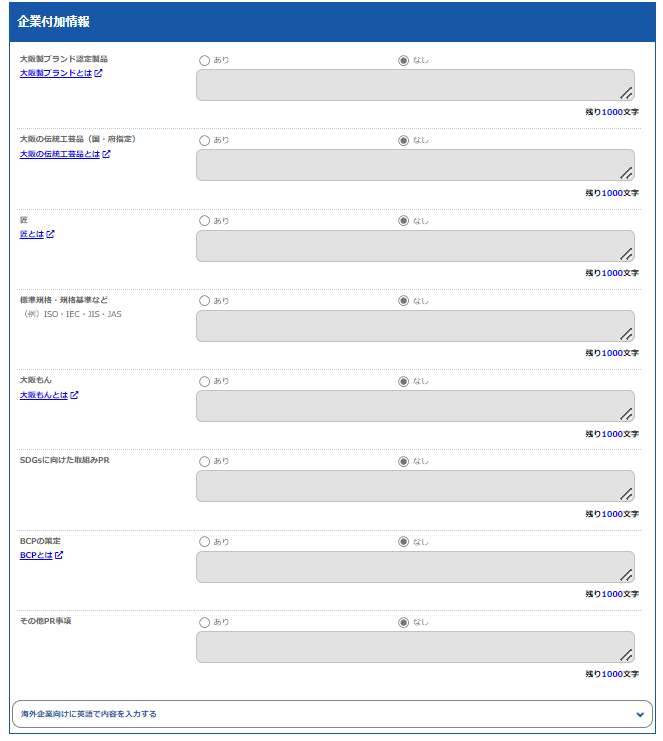 企業付加情報
大阪製ブランド認定製品
あり なし
大阪製ブランドとは
残り1000文字
大阪の伝統工芸品（国・府指定）
あり なし
大阪の伝統工芸品とは
残り1000文字
匠
あり なし
匠とは
残り1000文字
標準規格・規格基準など
あり なし
（例）ISO・IEC・JIS・JAS
残り1000文字
大阪もん
あり なし
大阪もんとは
残り1000文字
SDGsに向けた取組みPR
あり なし
残り1000文字
BCPの策定
あり なし
BCPとは
残り1000文字
その他PR事項
あり なし
残り1000文字
海外企業向けに英語で内容を入力する